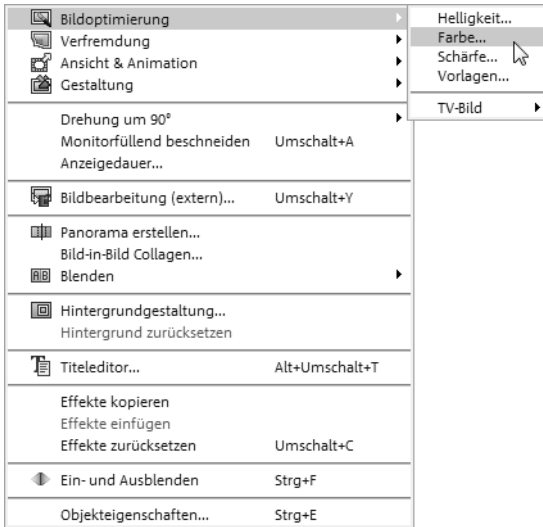 Bildoptimierung
Verfremdung
Ansicht & Animation
Gestaltung
Drehung um 90°
Monitorfüllend beschneiden Umschalt+A
Anzeigedauer...
Bildbearbeitung (extern)... Umschalt+Y
Panorama erstellen...
Bild-in-Bild Collagen...
AB Blenden
Hintergrundgestaltung...
Hintergrund zurücksetzen
Titeleditor... Alt+Umschalt+T
Effekte kopieren
Effekte einfügen
Effekte zurücksetzen Umschalt+C
Ein- und Ausblenden Strg+F
Objekteigenschaften... Strg+E
Helligkeit...
Farbe...
Schärfe...
Vorlagen...
TV-Bild